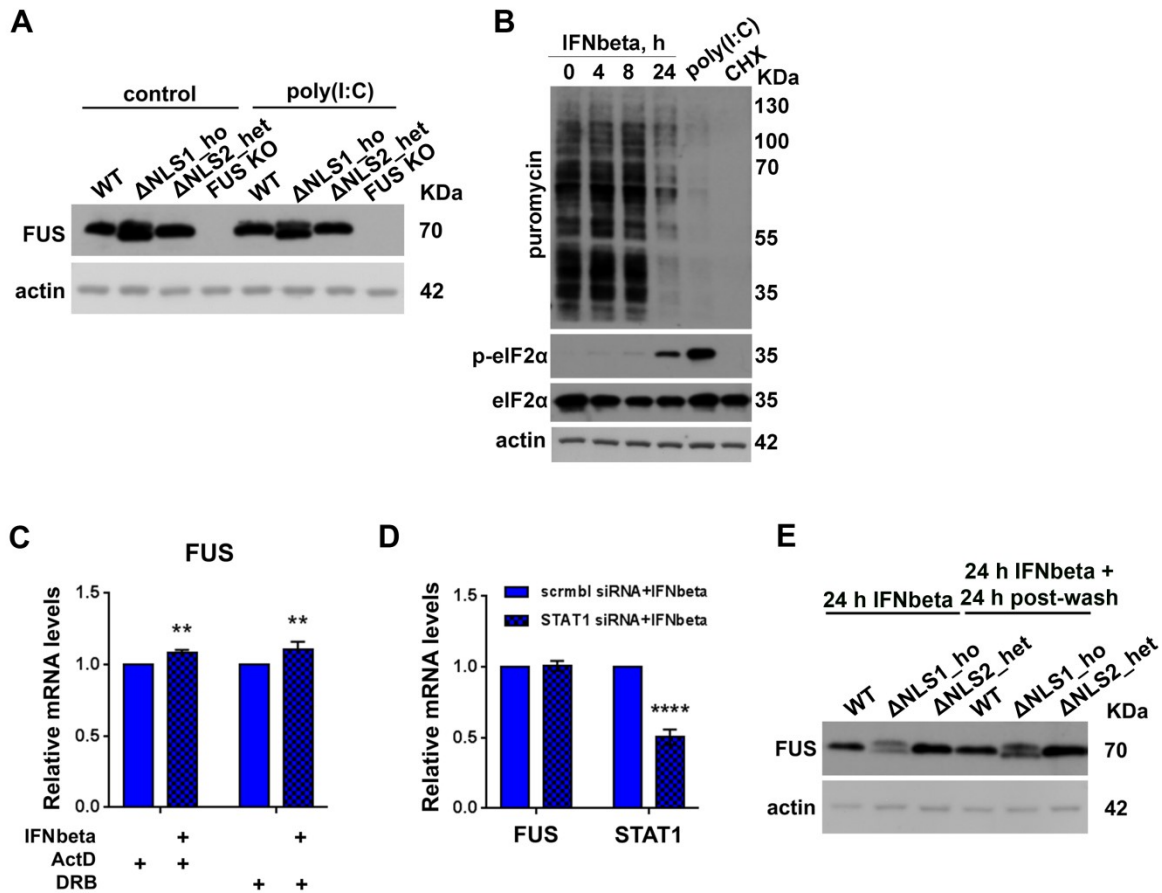 A
control poly(I:C)
WT ΔNLS1_ho ΔNLS2_het FUS KO WT ΔNLS1_ho ΔNLS2_het FUS KO
KDa
FUS 70
actin 42
B
IFNbeta, h
0 4 8 24 poly(I:C) CHX
KDa
puromycin
130
100
70
55
35
p-eIF2α 35
eIF2α 35
actin 42
C
FUS
Relative mRNA levels
1.5
1.0
0.5
0.0
** **
IFNbeta + +
ActD + +
DRB + +
D
scrmbl siRNA+IFNbeta
STAT1 siRNA+IFNbeta
Relative mRNA levels
1.5
1.0
0.5
0.0
****
FUS STAT1
E
24 h IFNbeta
24 h IFNbeta +
24 h post-wash
WT ΔNLS1_ho ΔNLS2_het WT ΔNLS1_ho ΔNLS2_het
KDa
FUS 70
actin 42